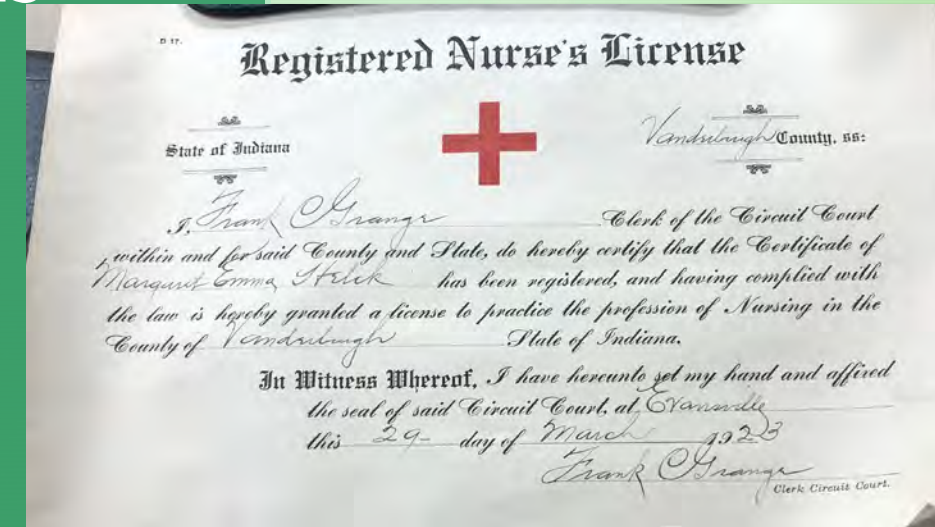 D 17.
Registered Nurse's License
State of Indiana
Vanderburgh County, ss:
I, Frank C Grange Clerk of the Circuit Court
within and for said County and State, do hereby certify that the Certificate of
Margaret Emma has been registered, and having complied with
the law is hereby granted a license to practice the profession of Nursing in the
County of Vanderburgh State of Indiana.
In Witness Whereof, I have hereunto set my hand and affixed
the seal of said Circuit Court, at Evansville
this 29 day of March 1923
Frank C Grange
Clerk Circuit Court.